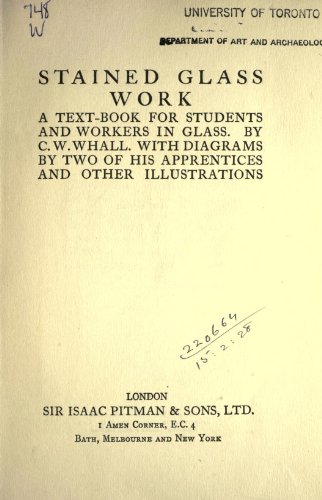 748
W
UNIVERSITY OF TORONTO
DEPARTMENT OF ART AND ARCHAEOLOG
STAINED GLASS
WORK
A TEXT-BOOK FOR STUDENTS
AND WORKERS IN GLASS. BY
C. W. WHALL. WITH DIAGRAMS
BY TWO OF HIS APPRENTICES
AND OTHER ILLUSTRATIONS
220664
15:2:28
LONDON
SIR ISAAC PITMAN & SONS, LTD.
1 AMEN CORNER, E.C. 4
BATH, MELBOURNE AND NEW YORK